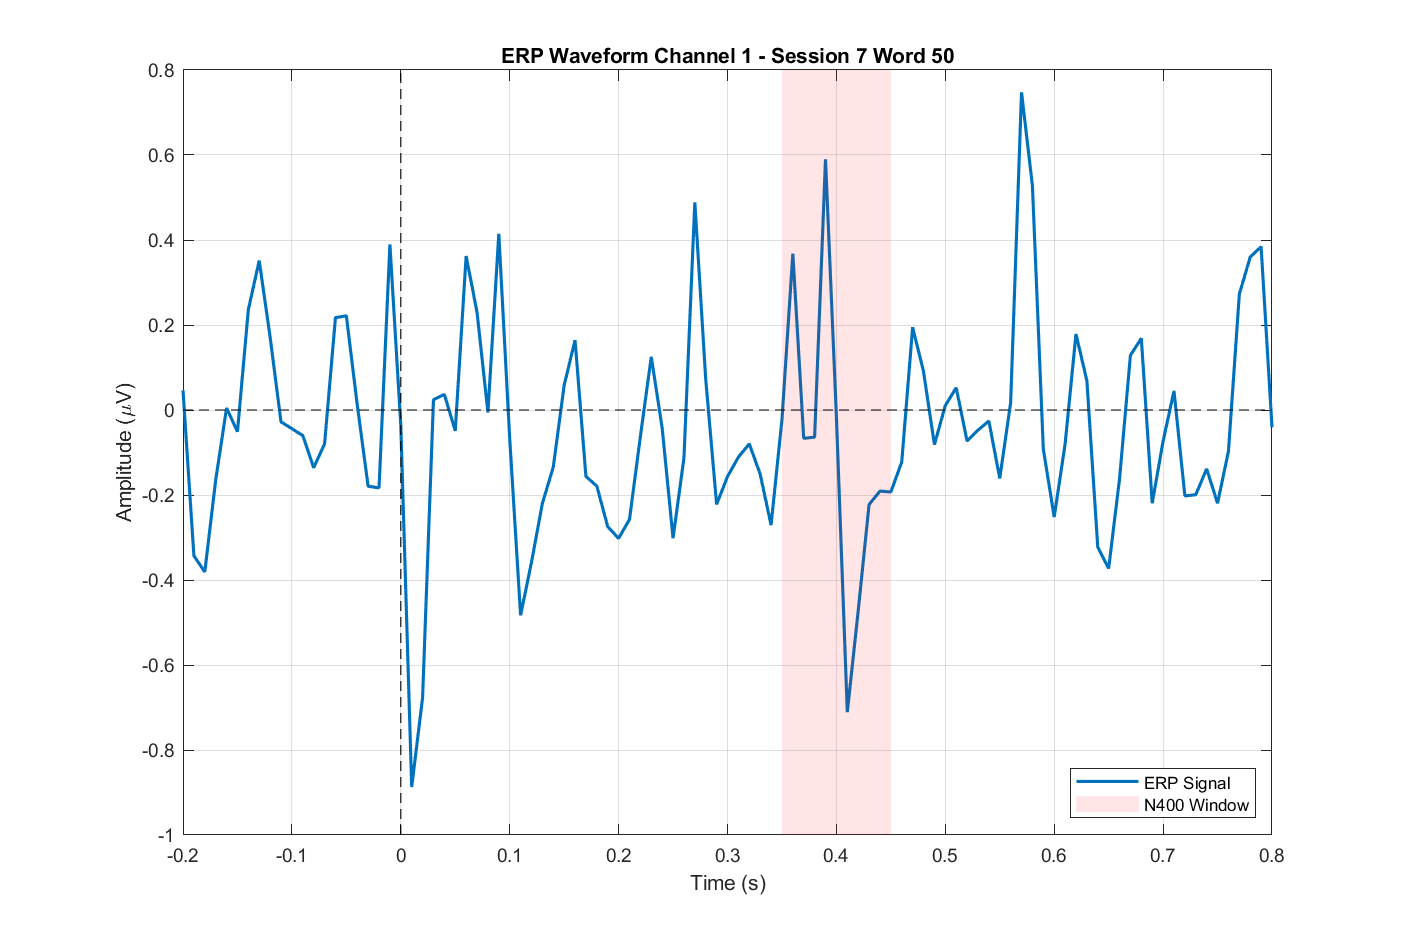 ERP Waveform Channel 1 - Session 7 Word 50
0.8
0.6
0.4
0.2
0
-0.2
-0.4
-0.6
-0.8
-1
Amplitude (μV)
ERP Signal
N400 Window
-0.2 -0.1 0 0.1 0.2 0.3 0.4 0.5 0.6 0.7 0.8
Time (s)